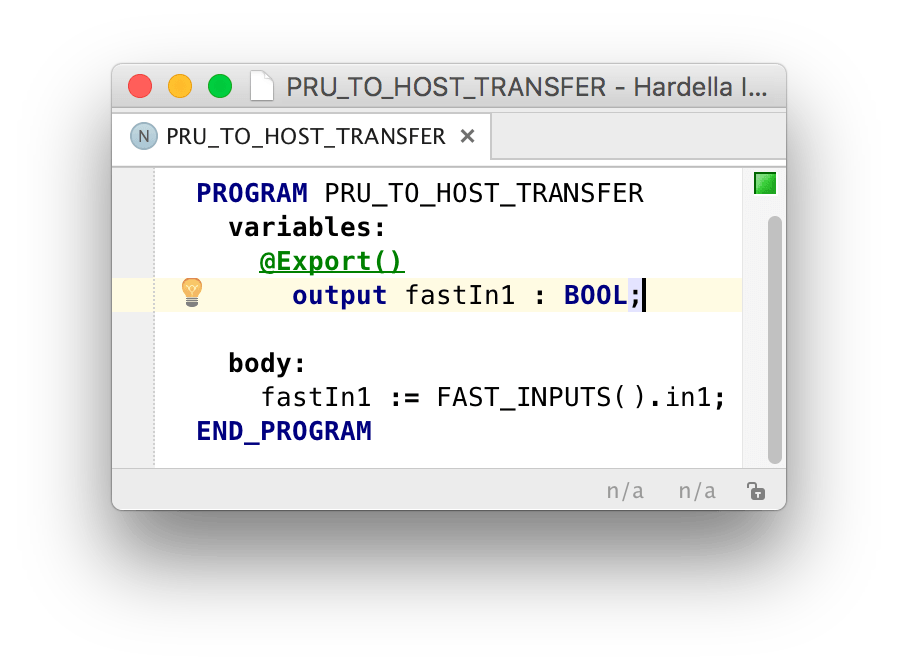 PRU_TO_HOST_TRANSFER - Hardella I...
N PRU_TO_HOST_TRANSFER ×
PROGRAM PRU_TO_HOST_TRANSFER
variables:
@Export()
output fastIn1 : BOOL;
body:
fastIn1 := FAST_INPUTS().in1;
END_PROGRAM
n/a n/a